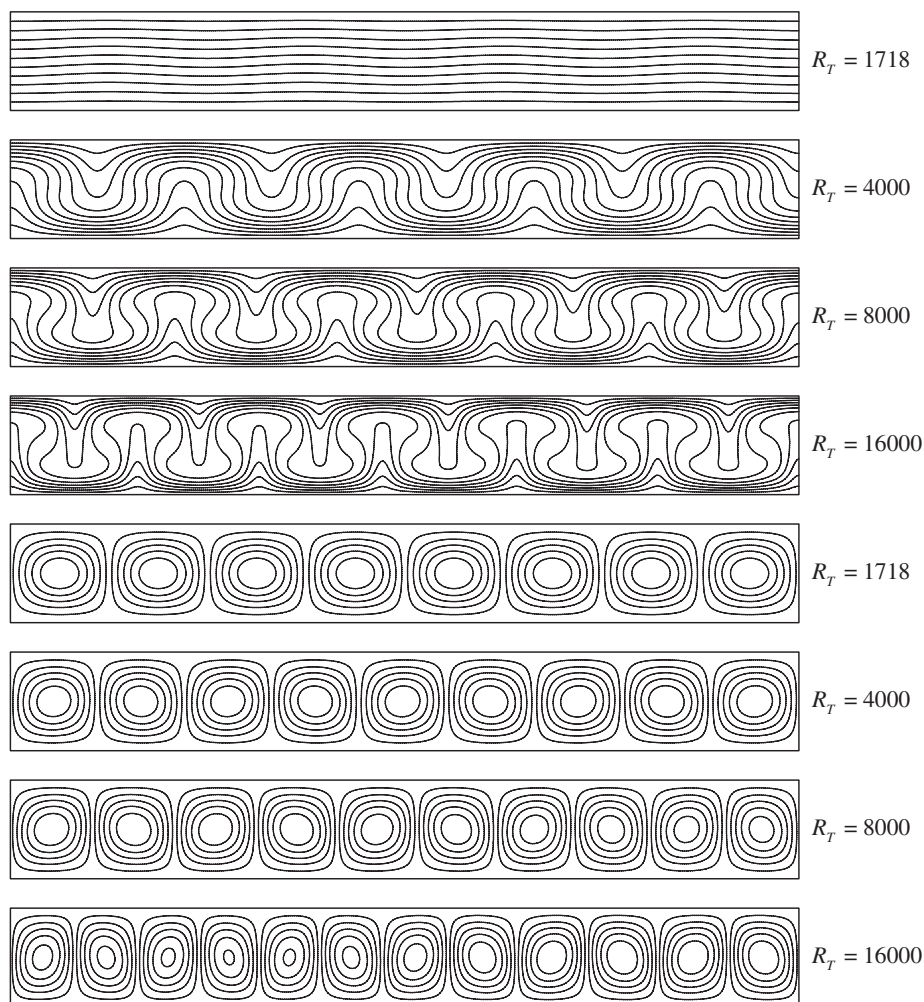 R_T = 1718
R_T = 4000
R_T = 8000
R_T = 16000
R_T = 1718
R_T = 4000
R_T = 8000
R_T = 16000